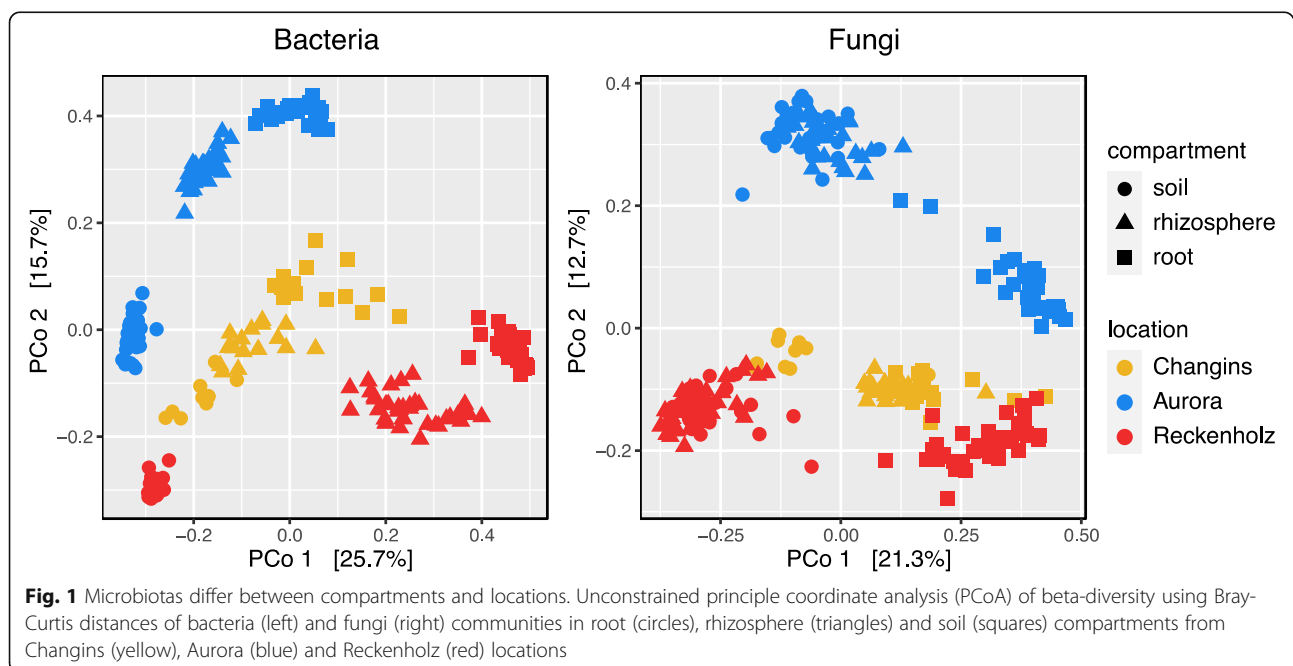 Bacteria
Fungi
0.4
0.2
0.0
−0.2
PCo 2 [15.7%]
−0.2
0.0
0.2
0.4
PCo 1 [25.7%]
0.4
0.2
0.0
−0.2
PCo 2 [12.7%]
−0.25
0.00
0.25
0.50
PCo 1 [21.3%]
compartment
soil
rhizosphere
root
location
Changins
Aurora
Reckenholz
Fig. 1 Microbiotas differ between compartments and locations. Unconstrained principle coordinate analysis (PCoA) of beta-diversity using Bray-
Curtis distances of bacteria (left) and fungi (right) communities in root (circles), rhizosphere (triangles) and soil (squares) compartments from
Changins (yellow), Aurora (blue) and Reckenholz (red) locations